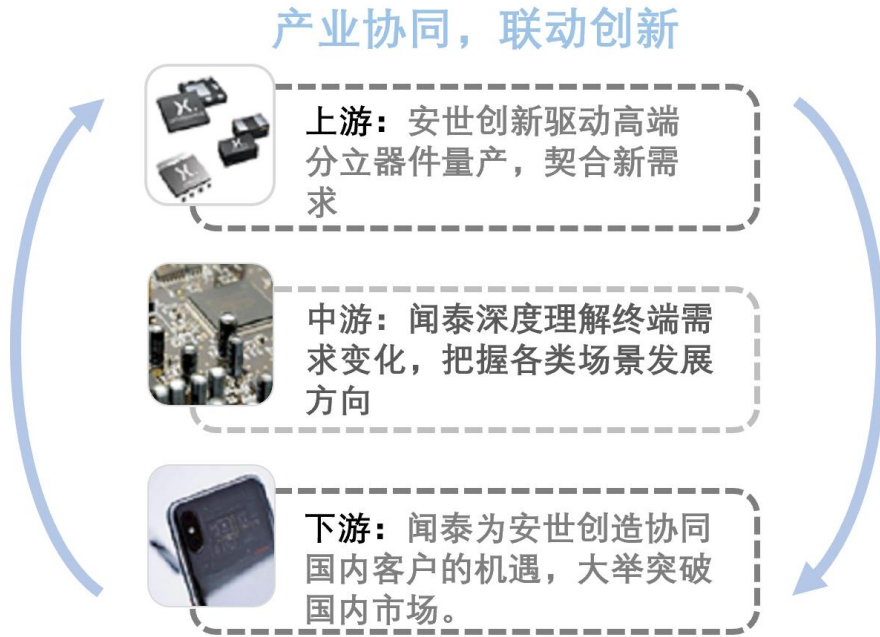 产业协同，联动创新
上游：安世创新驱动高端
分立器件量产，契合新需
求
中游：闻泰深度理解终端需
求变化，把握各类场景发展
方向
下游：闻泰为安世创造协同
国内客户的机遇，大举突破
国内市场。